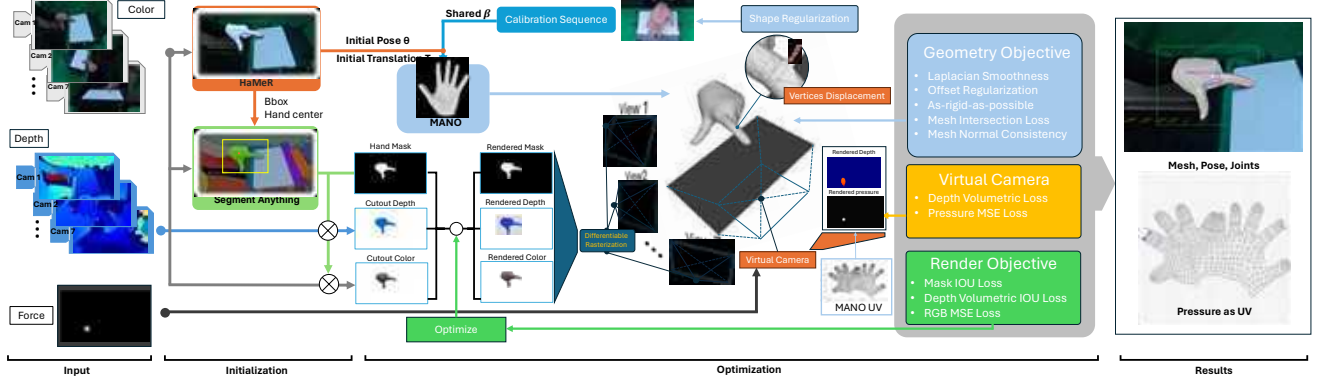 Color
Cam 1
Cam 2
Cam 7
Depth
Cam 1
Cam 7
Force
HaMeR
Bbox
Hand center
Segment Anything
Initial Pose θ
Initial Translation
Shared β
Calibration Sequence
Shape Regularization
MANO
Hand Mask
Cutout Depth
Cutout Color
Rendered Mask
Rendered Depth
Rendered Color
Optimize
Differentiable
Rasterization
View 1
View2
Vertices Displacement
Virtual Camera
Rendered Depth
Rendered pressure
MANO UV
Geometry Objective
• Laplacian Smoothness
• Offset Regularization
• As-rigid-as-possible
• Mesh Intersection Loss
• Mesh Normal Consistency
Virtual Camera
• Depth Volumetric Loss
• Pressure MSE Loss
Render Objective
• Mask IOU Loss
• Depth Volumetric IOU Loss
• RGB MSE Loss
Mesh, Pose, Joints
Pressure as UV
Input
Initialization
Optimization
Results